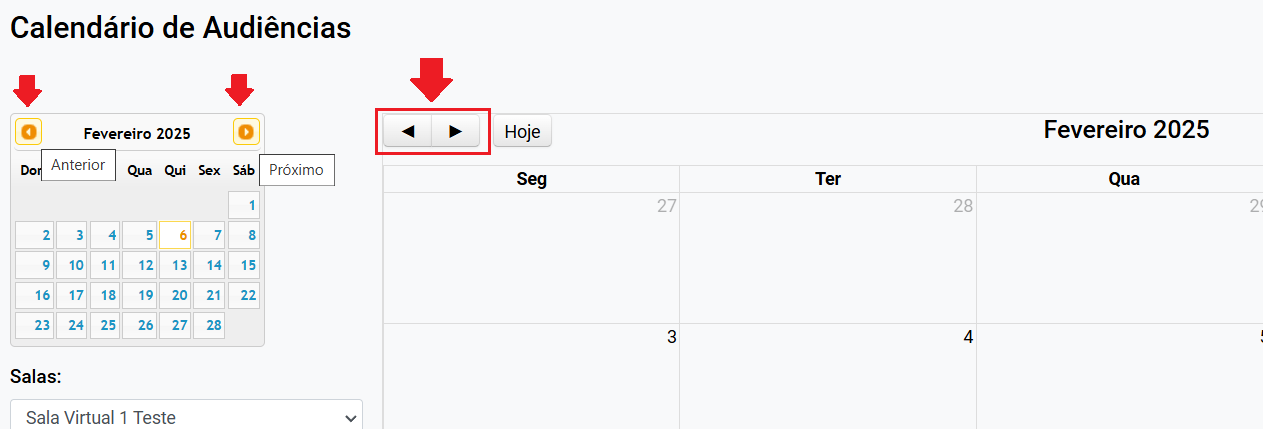 Calendário de Audiências
Fevereiro 2025
Anterior
Próximo
Dom Qua Qui Sex Sáb
1
2 3 4 5 6 7 8
9 10 11 12 13 14 15
16 17 18 19 20 21 22
23 24 25 26 27 28
Salas:
Sala Virtual 1 Teste
Hoje
Fevereiro 2025
Seg Ter Qua
27 28 29
3 4 5